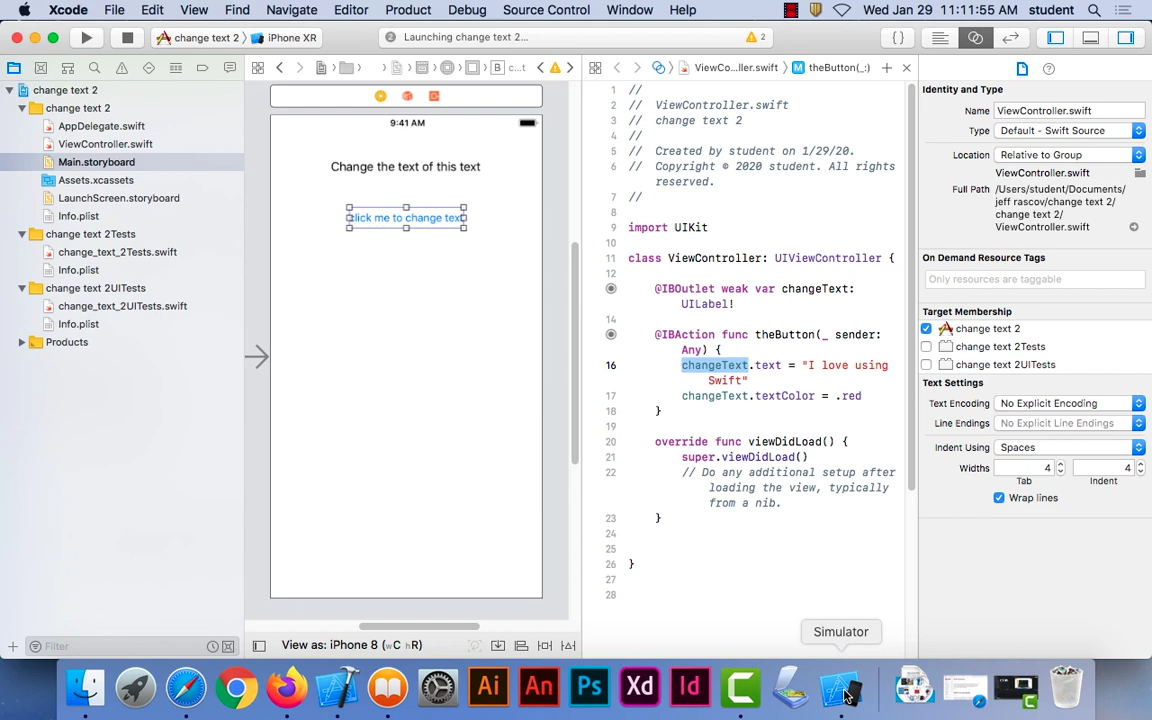 Xcode File Edit View Find Navigate Editor Product Debug Source Control Window Help Wed Jan 29 11:11:55 AM student
change text 2 〉 iPhone XR
2 Launching change text 2... 2
B c...t
ViewCo...ller.swift M theButton(_:)
change text 2
change text 2
AppDelegate.swift
ViewController.swift
Main.storyboard
Assets.xcassets
LaunchScreen.storyboard
Info.plist
change text 2Tests
change_text_2Tests.swift
Info.plist
change text 2UITests
change_text_2UITests.swift
Info.plist
Products
Filter
9:41 AM
Change the text of this text
click me to change text
View as: iPhone 8 (wC hR)
1 //
2 // ViewController.swift
3 // change text 2
4 //
5 // Created by student on 1/29/20.
6 // Copyright © 2020 student. All rights
reserved.
7 //
8
9 import UIKit
10
11 class ViewController: UIViewController {
12
@IBOutlet weak var changeText:
UILabel!
14
@IBAction func theButton(_ sender:
Any) {
16 changeText.text = "I love using
Swift"
17 changeText.textColor = .red
18 }
19
20 override func viewDidLoad() {
21 super.viewDidLoad()
22 // Do any additional setup after
loading the view, typically
from a nib.
23 }
24
25
26 }
27
28
Identity and Type
Name ViewController.swift
Type Default - Swift Source
Location Relative to Group
ViewController.swift
Full Path /Users/student/Documents/
jeff rascov/change text 2/
change text 2/
ViewController.swift
On Demand Resource Tags
Only resources are taggable
Target Membership
change text 2
change text 2Tests
change text 2UITests
Text Settings
Text Encoding No Explicit Encoding
Line Endings No Explicit Line Endings
Indent Using Spaces
Widths 4 4
Tab Indent
Wrap lines
Simulator
Ai An Ps Xd Id